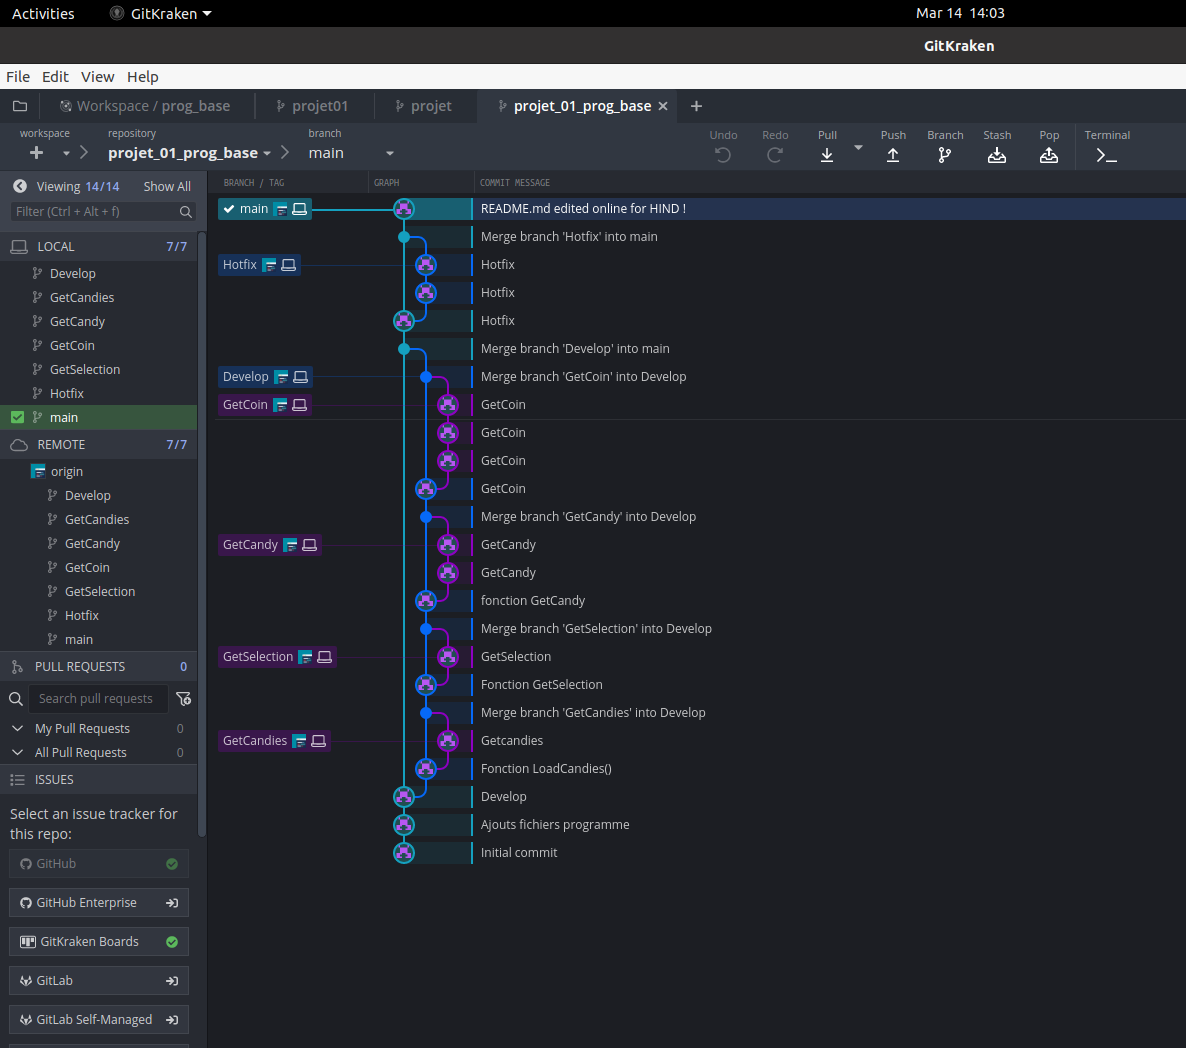 Activities GitKraken Mar 14 14:03
GitKraken
File Edit View Help
Workspace / prog_base projet01 projet projet_01_prog_base
workspace repository branch Undo Redo Pull Push Branch Stash Pop Terminal
projet_01_prog_base main
Viewing 14/14 Show All
Filter (Ctrl + Alt + f)
LOCAL 7/7
Develop
GetCandies
GetCandy
GetCoin
GetSelection
Hotfix
main
REMOTE 7/7
origin
Develop
GetCandies
GetCandy
GetCoin
GetSelection
Hotfix
main
PULL REQUESTS 0
Search pull requests
My Pull Requests 0
All Pull Requests 0
ISSUES
Select an issue tracker for
this repo:
GitHub
GitHub Enterprise
GitKraken Boards
GitLab
GitLab Self-Managed
BRANCH / TAG GRAPH COMMIT MESSAGE
main README.md edited online for HIND !
Merge branch 'Hotfix' into main
Hotfix Hotfix
Hotfix
Hotfix
Merge branch 'Develop' into main
Develop Merge branch 'GetCoin' into Develop
GetCoin GetCoin
GetCoin
GetCoin
GetCoin
Merge branch 'GetCandy' into Develop
GetCandy GetCandy
GetCandy
fonction GetCandy
Merge branch 'GetSelection' into Develop
GetSelection GetSelection
Fonction GetSelection
Merge branch 'GetCandies' into Develop
GetCandies Getcandies
Fonction LoadCandies()
Develop
Ajouts fichiers programme
Initial commit